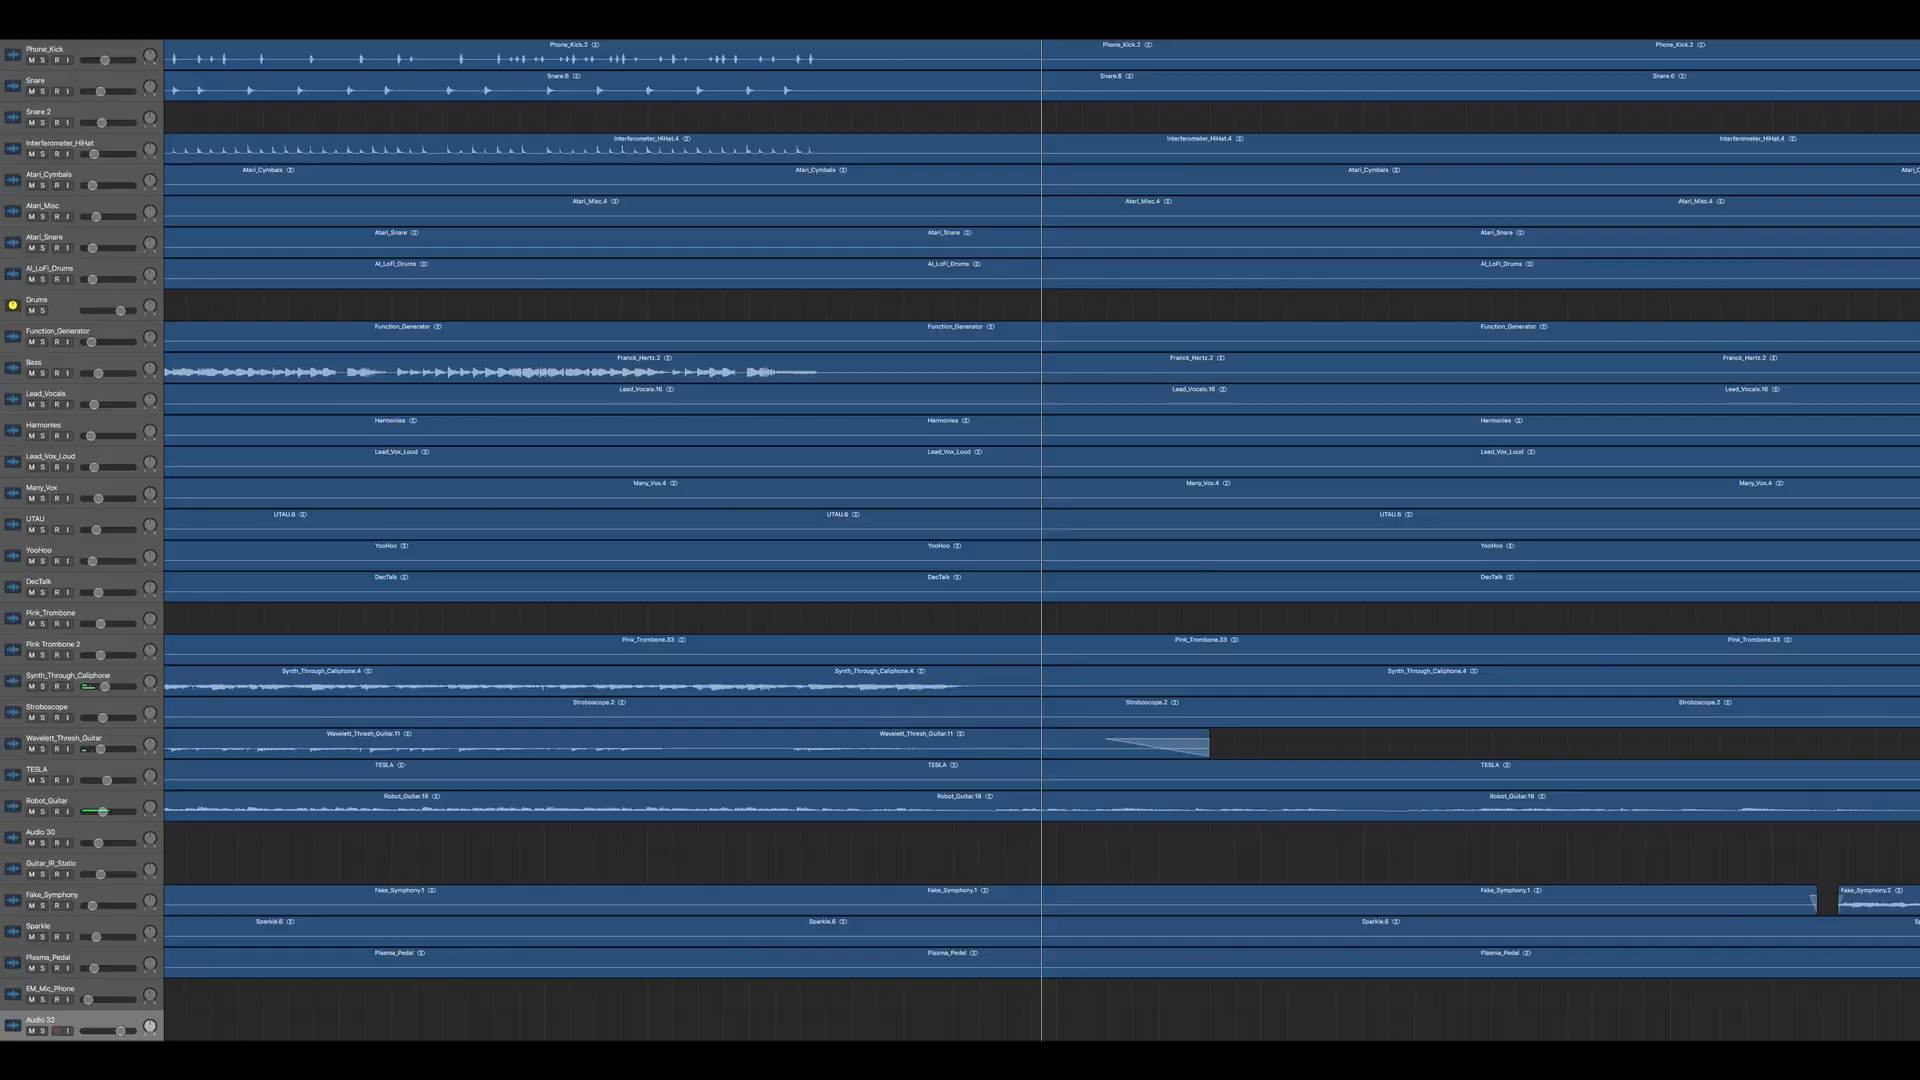 Phone_Kick
M S R I
Phone_Kick.2 Phone_Kick.2 Phone_Kick.2
Snare
M S R I
Snare.6 Snare.6 Snare.6
Snare 2
M S R I
Interferometer_HiHat
M S R I
Interferometer_HiHat.4 Interferometer_HiHat.4 Interferometer_HiHat.4
Atari_Cymbals
M S R I
Atari_Cymbals Atari_Cymbals Atari_Cymbals
Atari_Misc
M S R I
Atari_Misc.4 Atari_Misc.4 Atari_Misc.4
Atari_Snare
M S R I
Atari_Snare Atari_Snare Atari_Snare
AI_LoFi_Drums
M S R I
AI_LoFi_Drums AI_LoFi_Drums AI_LoFi_Drums
Drums
M S
Function_Generator
M S R I
Function_Generator Function_Generator Function_Generator
Bass
M S R I
Franck_Hertz.2 Franck_Hertz.2 Franck_Hertz.2
Lead_Vocals
M S R I
Lead_Vocals.16 Lead_Vocals.16 Lead_Vocals.16
Harmonies
M S R I
Harmonies Harmonies Harmonies
Lead_Vox_Loud
M S R I
Lead_Vox_Loud Lead_Vox_Loud Lead_Vox_Loud
Many_Vox
M S R I
Many_Vox.4 Many_Vox.4 Many_Vox.4
UTAU
M S R I
UTAU.6 UTAU.6 UTAU.6
YooHoo
M S R I
YooHoo YooHoo YooHoo
DecTalk
M S R I
DecTalk DecTalk DecTalk
Pink_Trombone
M S R I
Pink Trombone 2
M S R I
Pink_Trombone.33 Pink_Trombone.33 Pink_Trombone.33
Synth_Through_Caliphone
M S R I
Synth_Through_Caliphone.4 Synth_Through_Caliphone.4 Synth_Through_Caliphone.4
Stroboscope
M S R I
Stroboscope.2 Stroboscope.2 Stroboscope.2
Wavelett_Thresh_Guitar
M S R I
Wavelett_Thresh_Guitar.11 Wavelett_Thresh_Guitar.11
TESLA
M S R I
TESLA TESLA TESLA
Robot_Guitar
M S R I
Robot_Guitar.18 Robot_Guitar.18 Robot_Guitar.18
Audio 30
M S R I
Guitar_IR_Static
M S R I
Fake_Symphony
M S R I
Fake_Symphony.1 Fake_Symphony.1 Fake_Symphony.1 Fake_Symphony.2
Sparkle
M S R I
Sparkle.6 Sparkle.6 Sparkle.6
Plasma_Pedal
M S R I
Plasma_Pedal Plasma_Pedal Plasma_Pedal
EM_Mic_Phone
M S R I
Audio 32
M S I